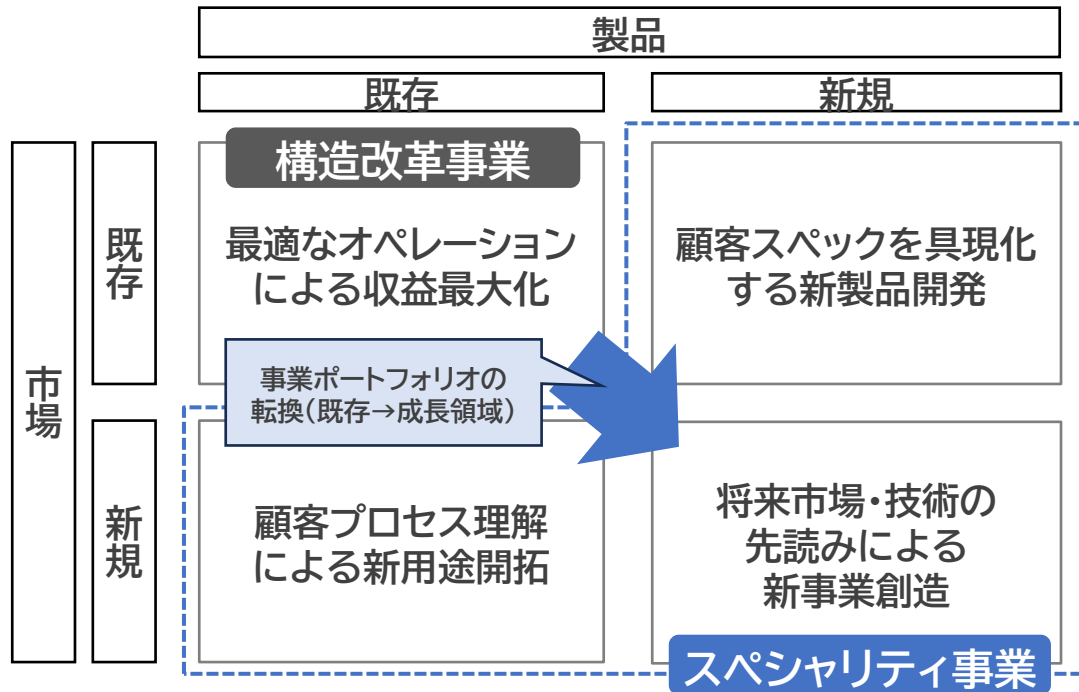 製品
既存
新規
市場
既存
構造改革事業
最適なオペレーション
による収益最大化
顧客スペックを具現化
する新製品開発
事業ポートフォリオの
転換(既存→成長領域)
新規
顧客プロセス理解
による新用途開拓
将来市場・技術の
先読みによる
新事業創造
スペシャリティ事業